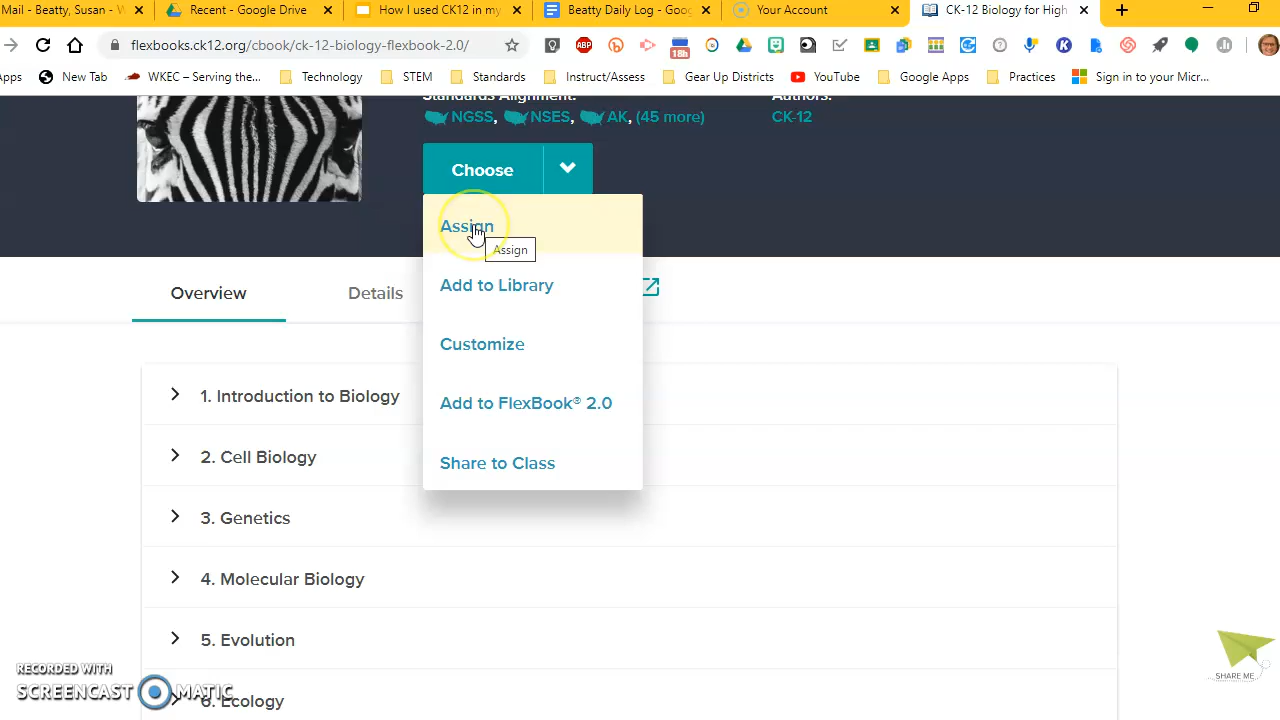 Mail - Beatty, Susan - W
Recent - Google Drive
How I used CK12 in my
Beatty Daily Log - Goog
Your Account
CK-12 Biology for High
flexbooks.ck12.org/cbook/ck-12-biology-flexbook-2.0/
ABP
18h
Apps
New Tab
WKEC – Serving the...
Technology
STEM
Standards
Instruct/Assess
Gear Up Districts
YouTube
Google Apps
Practices
Sign in to your Micr...
Standards Alignment:
Authors:
NGSS, NSES, AK, (45 more)
CK-12
Choose
Assign
Assign
Add to Library
Customize
Add to FlexBook® 2.0
Share to Class
Overview
Details
1. Introduction to Biology
2. Cell Biology
3. Genetics
4. Molecular Biology
5. Evolution
6. Ecology
RECORDED WITH
SCREENCAST MATIC
SHARE ME